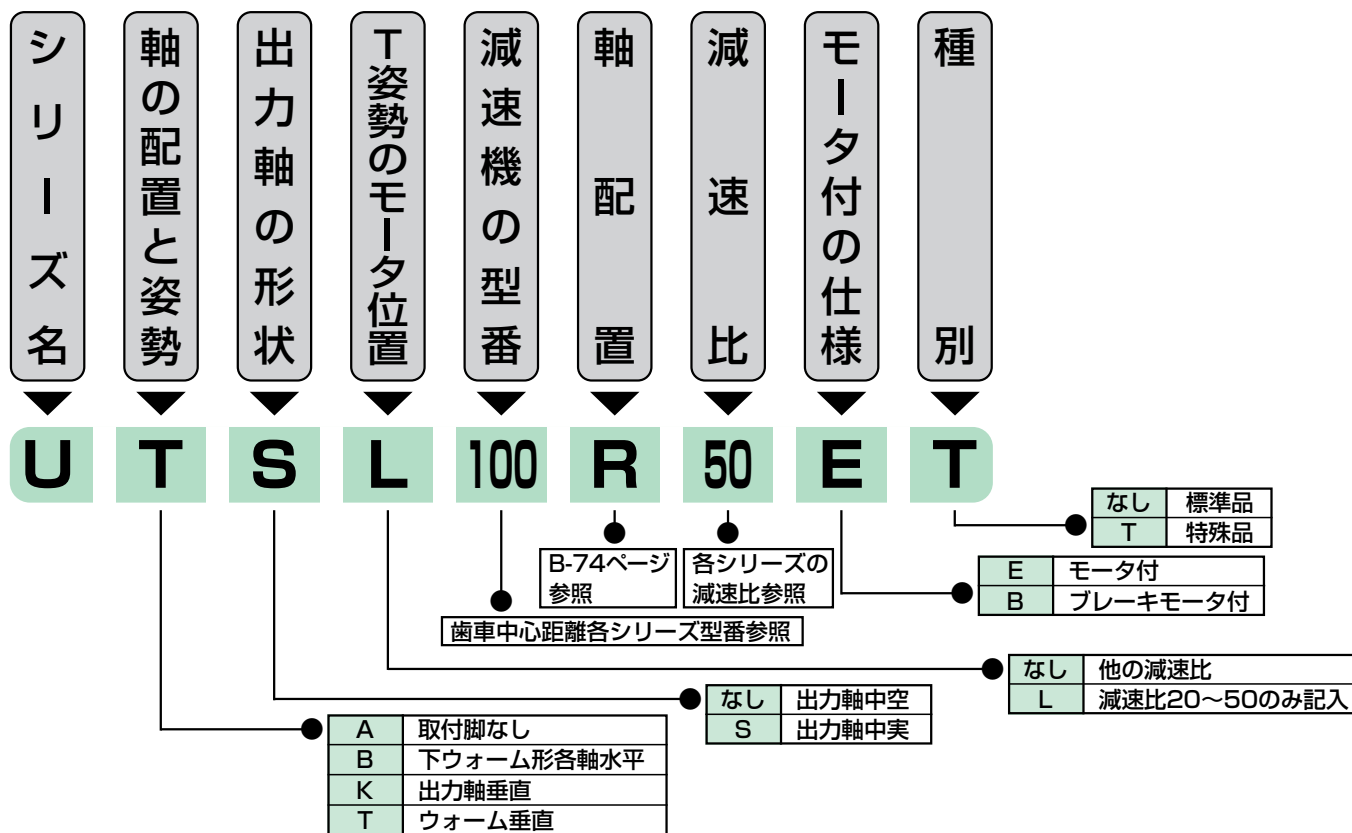 シリーズ名
軸の配置と姿勢
出力軸の形状
T姿勢のモータ位置
減速機の型番
軸配置
減速比
モータ付の仕様
種別
U T S L 100 R 50 E T
なし 標準品
T 特殊品
B-74ページ
参照
各シリーズの
減速比参照
E モータ付
B ブレーキモータ付
歯車中心距離各シリーズ型番参照
なし 他の減速比
L 減速比20〜50のみ記入
なし 出力軸中空
S 出力軸中実
A 取付脚なし
B 下ウォーム形各軸水平
K 出力軸垂直
T ウォーム垂直